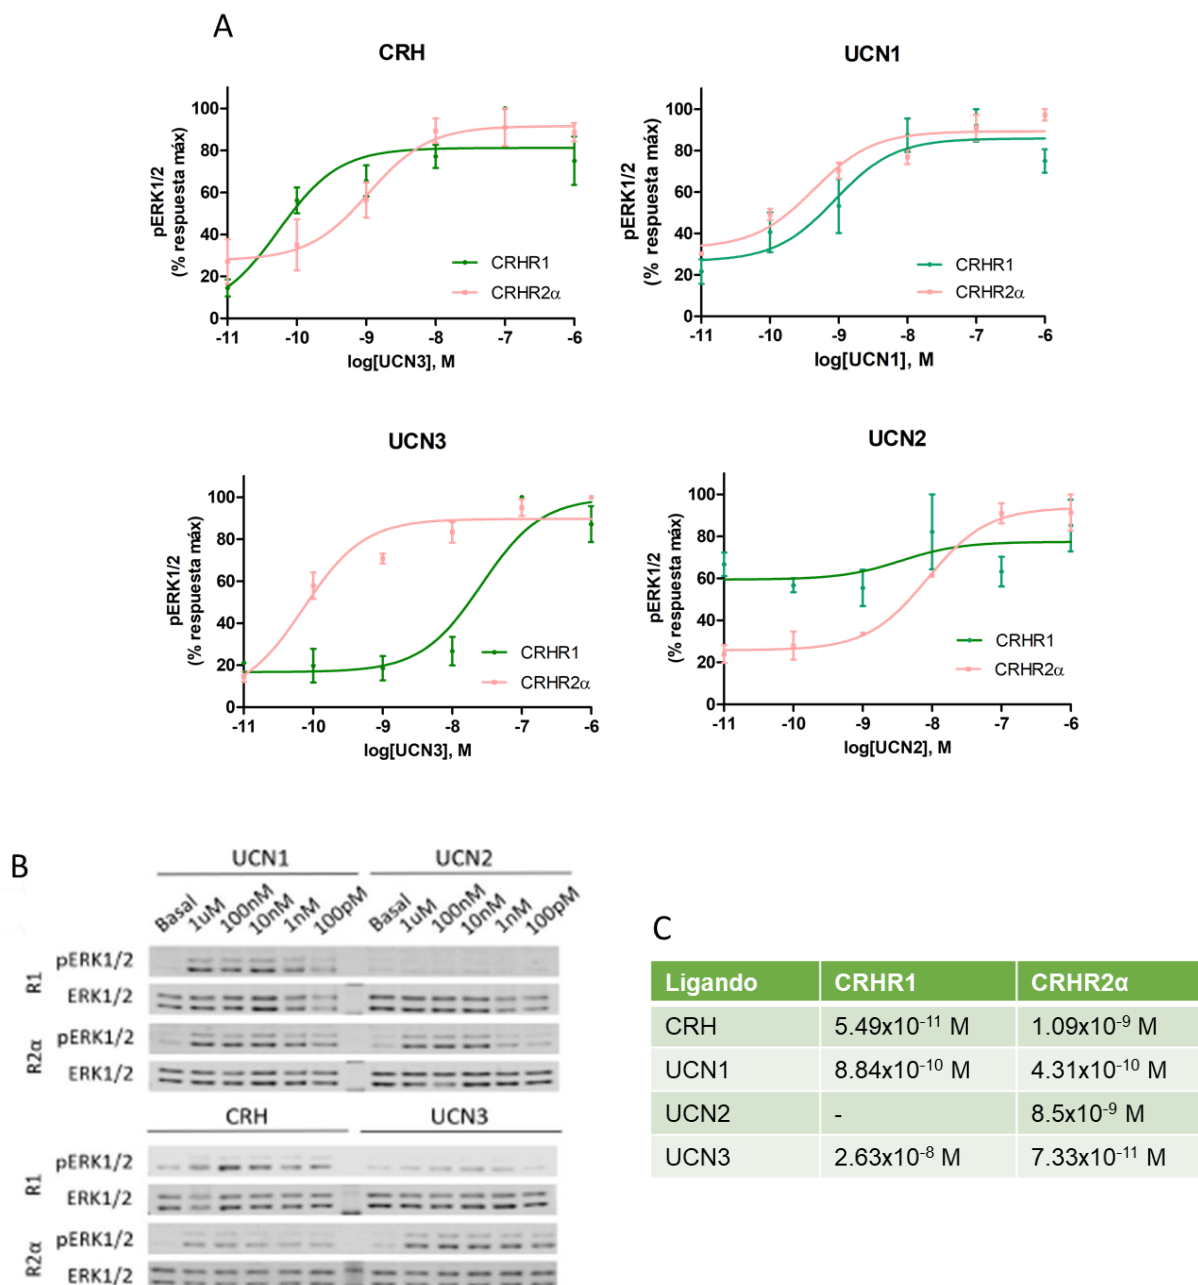 A
CRH
pERK1/2
(% respuesta máx)
100
80
60
40
20
0
-11 -10 -9 -8 -7 -6
log[UCN3], M
CRHR1
CRHR2α
UCN1
pERK1/2
(% respuesta máx)
100
80
60
40
20
0
-11 -10 -9 -8 -7 -6
log[UCN1], M
CRHR1
CRHR2α
UCN3
pERK1/2
(% respuesta máx)
100
80
60
40
20
0
-11 -10 -9 -8 -7 -6
log[UCN3], M
CRHR1
CRHR2α
UCN2
pERK1/2
(% respuesta máx)
100
80
60
40
20
0
-11 -10 -9 -8 -7 -6
log[UCN2], M
CRHR1
CRHR2α
B
UCN1 UCN2
Basal 1uM 100nM 10nM 1nM 100pM Basal 1uM 100nM 10nM 1nM 100pM
R1
pERK1/2
ERK1/2
R2α
pERK1/2
ERK1/2
CRH UCN3
R1
pERK1/2
ERK1/2
R2α
pERK1/2
ERK1/2
C
Ligando CRHR1 CRHR2α
CRH 5.49x10⁻¹¹ M 1.09x10⁻⁹ M
UCN1 8.84x10⁻¹⁰ M 4.31x10⁻¹⁰ M
UCN2 - 8.5x10⁻⁹ M
UCN3 2.63x10⁻⁸ M 7.33x10⁻¹¹ M